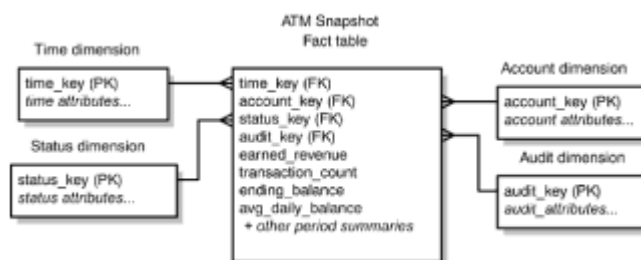 ATM Snapshot
Fact table
Time dimension
time_key (PK)
time attributes...
Status dimension
status_key (PK)
status attributes...
time_key (FK)
account_key (FK)
status_key (FK)
audit_key (FK)
earned_revenue
transaction_count
ending_balance
avg_daily_balance
+ other period summaries
Account dimension
account_key (PK)
account attributes...
Audit dimension
audit_key (PK)
audit_attributes...